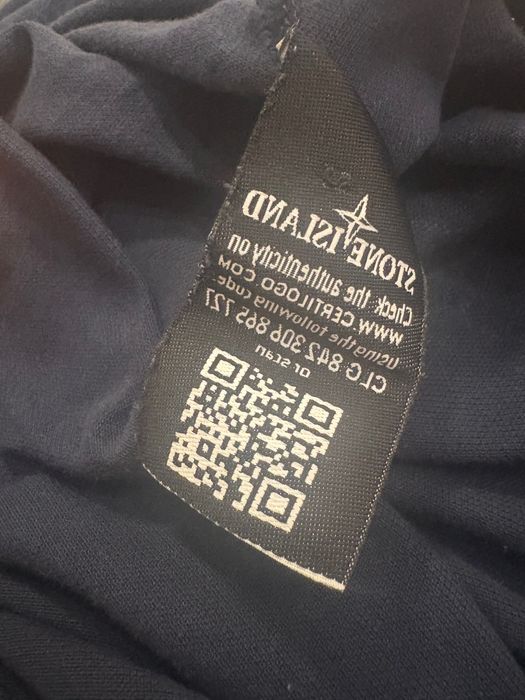 STONE ISLAND
Check the authenticity on
WWW.CERTILOGO.COM
using the following code
CLG 842 306 865 727
or scan